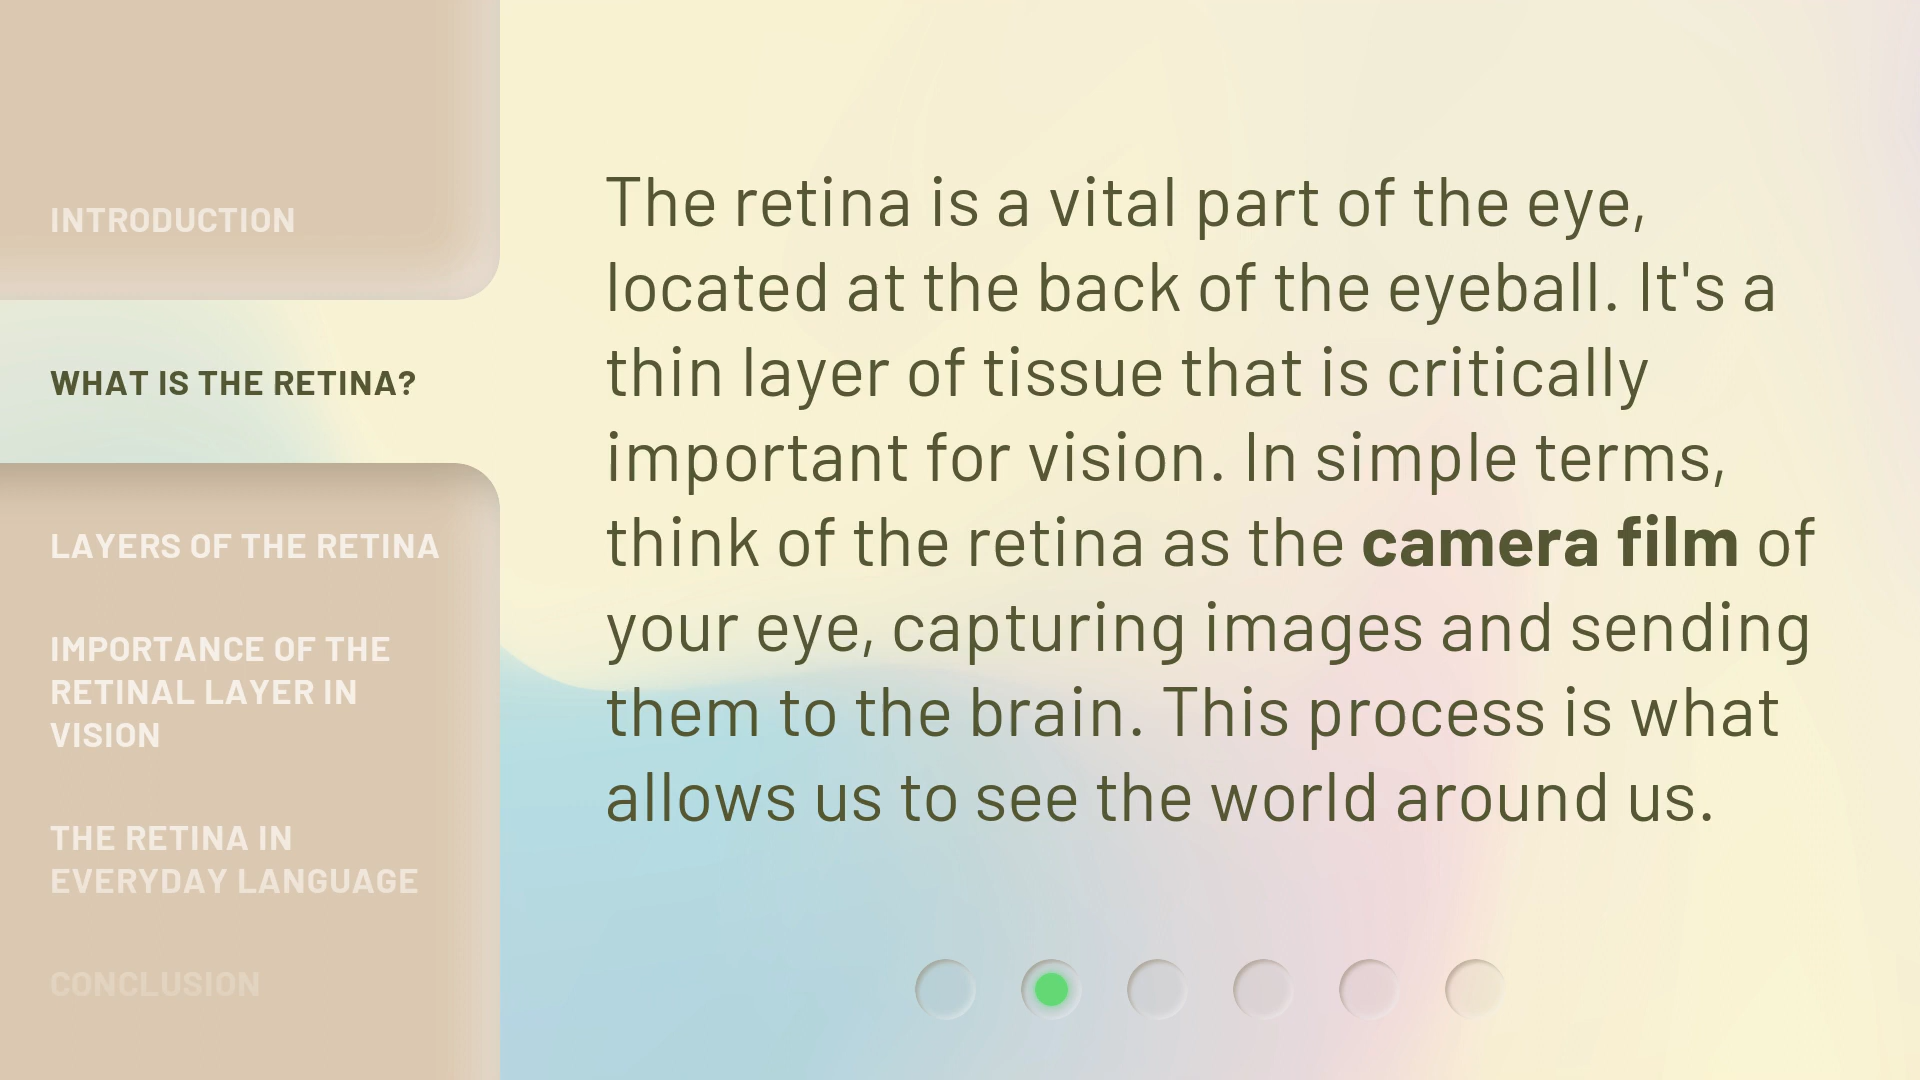 INTRODUCTION
WHAT IS THE RETINA?
LAYERS OF THE RETINA
IMPORTANCE OF THE
RETINAL LAYER IN
VISION
THE RETINA IN
EVERYDAY LANGUAGE
CONCLUSION
The retina is a vital part of the eye,
located at the back of the eyeball. It's a
thin layer of tissue that is critically
important for vision. In simple terms,
think of the retina as the camera film of
your eye, capturing images and sending
them to the brain. This process is what
allows us to see the world around us.